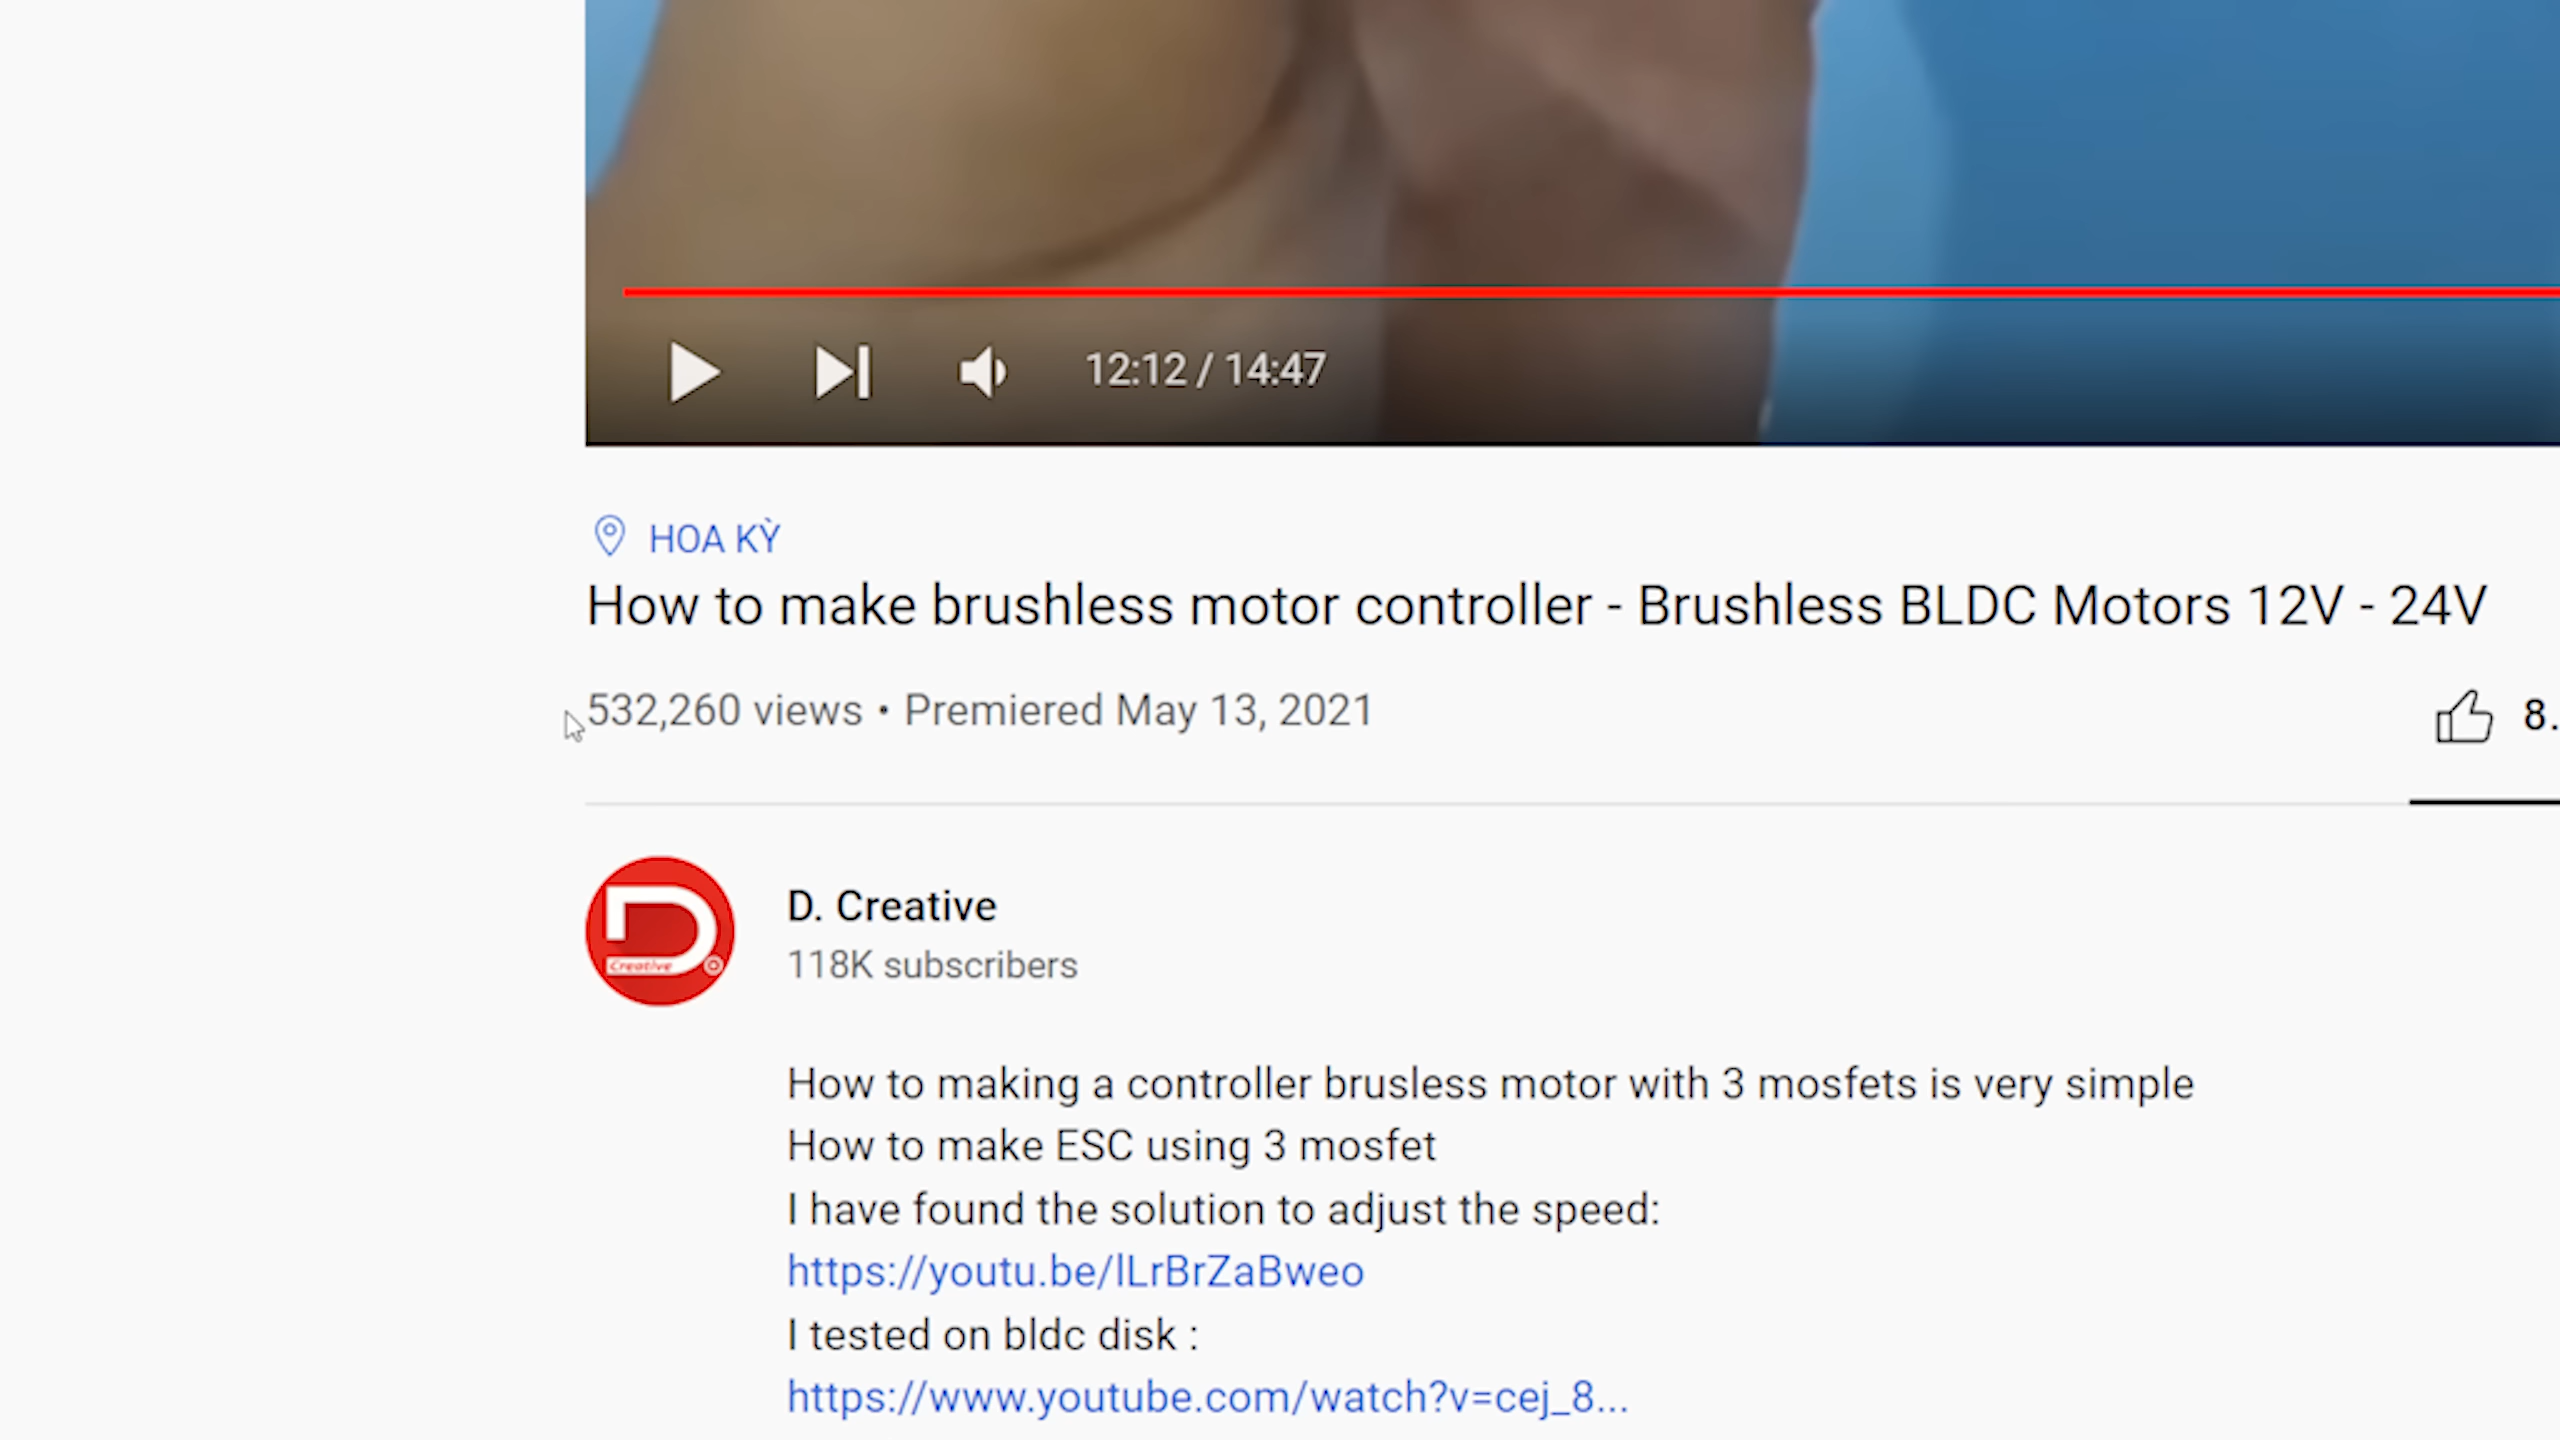 12:12 / 14:47
HOA KỲ
How to make brushless motor controller - Brushless BLDC Motors 12V - 24V
532,260 views • Premiered May 13, 2021
8.
D. Creative
118K subscribers
Creative
How to making a controller brusless motor with 3 mosfets is very simple
How to make ESC using 3 mosfet
I have found the solution to adjust the speed:
https://youtu.be/lLrBrZaBweo
I tested on bldc disk :
https://www.youtube.com/watch?v=cej_8...